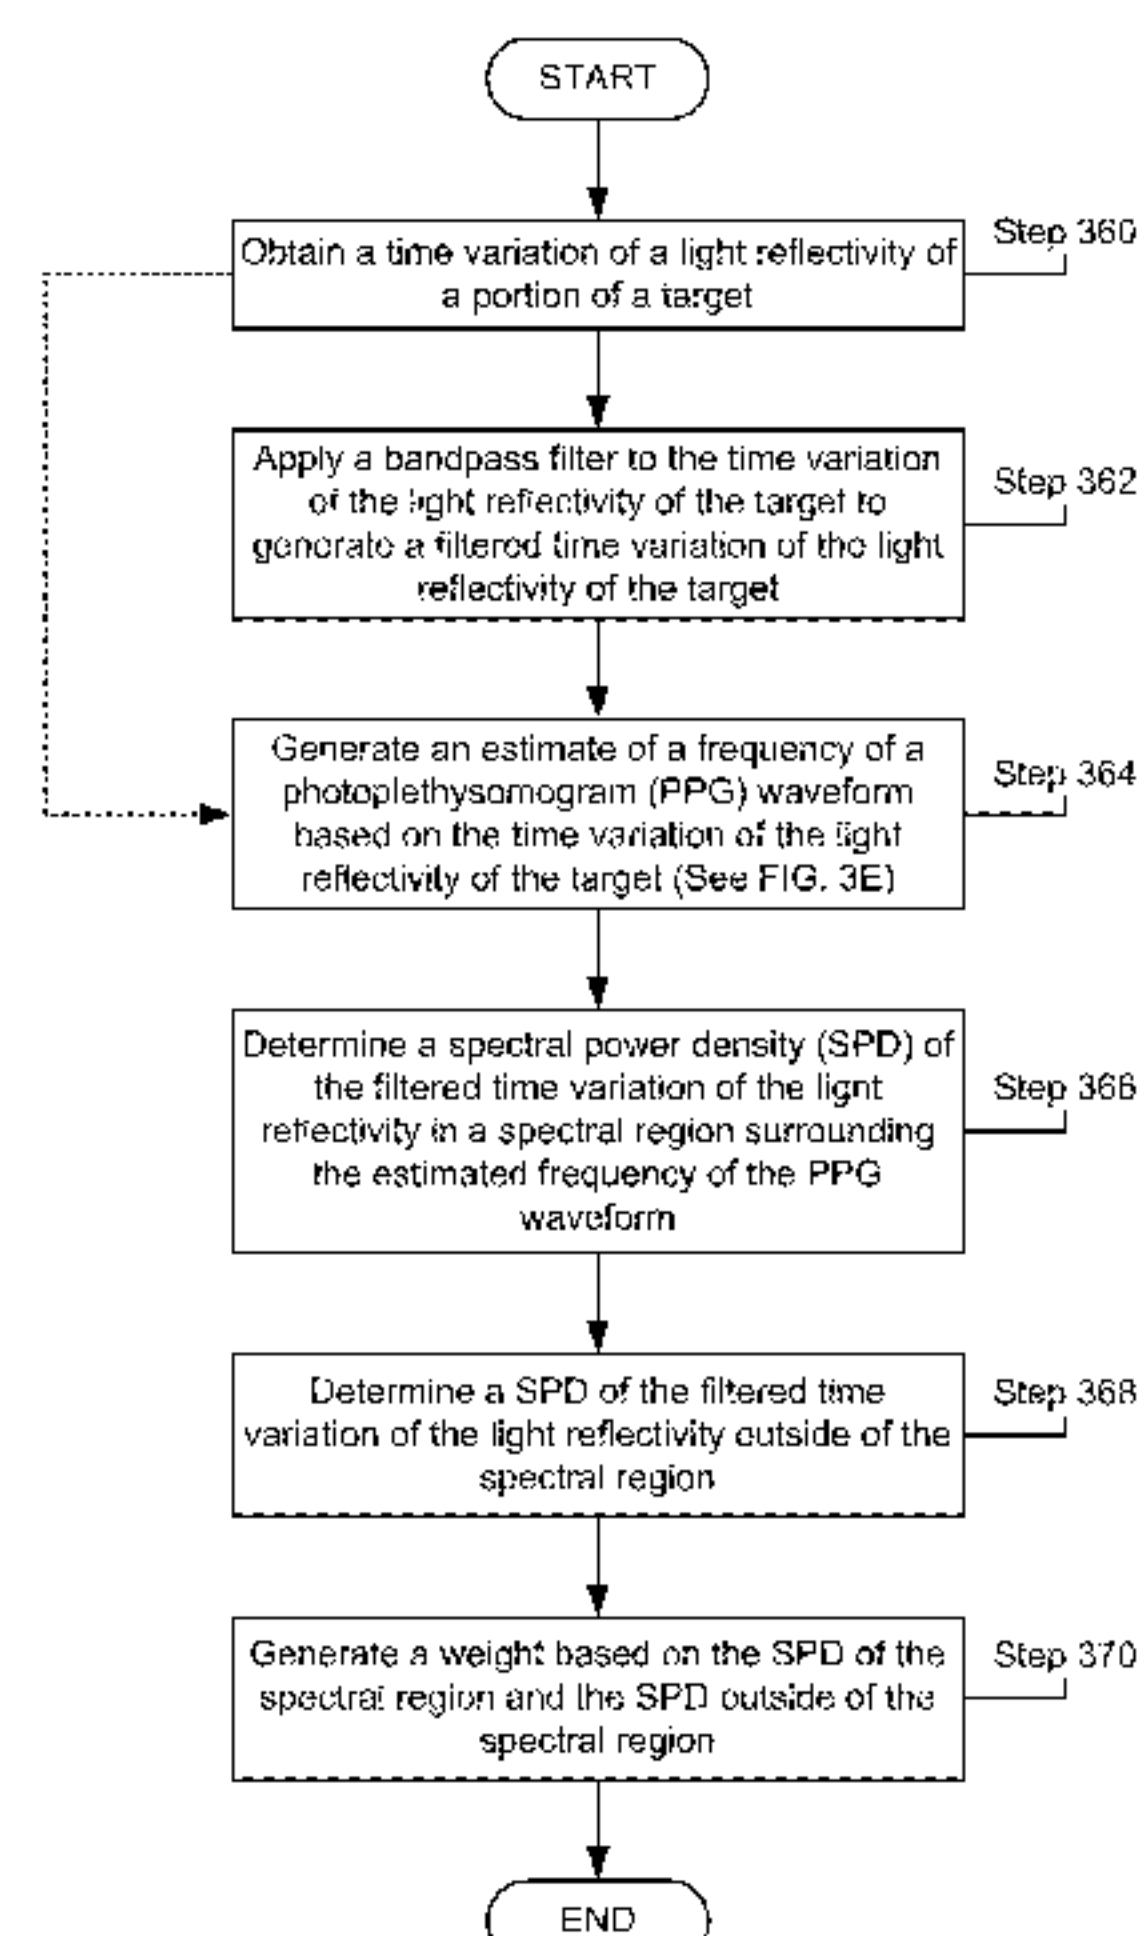 START
Obtain a time variation of a light reflectivity of
a portion of a target
Step 360
Apply a bandpass filter to the time variation
of the light reflectivity of the target to
generate a filtered time variation of the light
reflectivity of the target
Step 362
Generate an estimate of a frequency of a
photoplethysomogram (PPG) waveform
based on the time variation of the light
reflectivity of the target (See FIG. 3E)
Step 364
Determine a spectral power density (SPD) of
the filtered time variation of the light
reflectivity in a spectral region surrounding
the estimated frequency of the PPG
waveform
Step 366
Determine a SPD of the filtered time
variation of the light reflectivity outside of the
spectral region
Step 368
Generate a weight based on the SPD of the
spectral region and the SPD outside of the
spectral region
Step 370
END